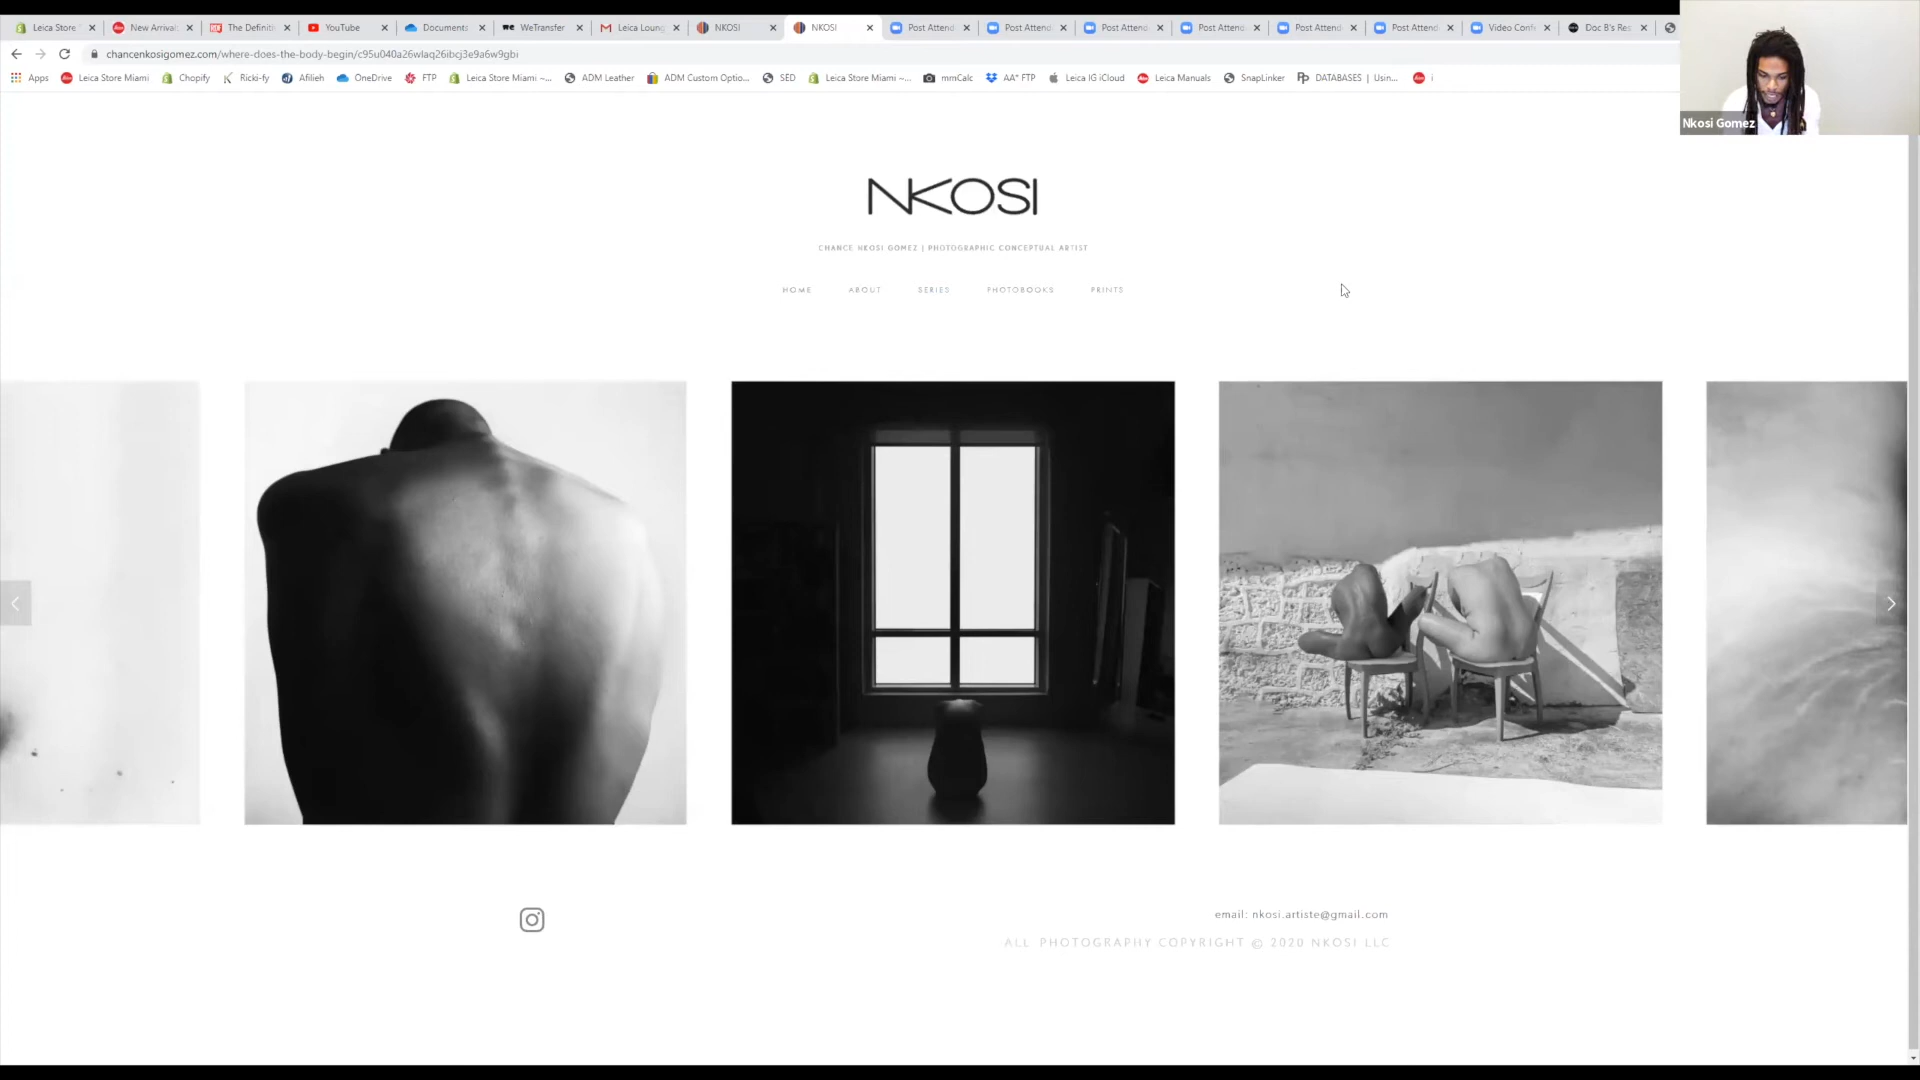 Leica Store
New Arrival
The Definiti
YouTube
Documents
WeTransfer
Leica Loung
NKOSI
NKOSI
Post Attend
Post Attend
Post Attend
Post Attend
Post Attend
Post Attend
Video Conf
Doc B's Res
chancenkosigomez.com/where-does-the-body-begin/c95u040a26wlaq26ibcj3e9a6w9gbi
Apps
Leica Store Miami
Chopify
Ricki-fy
Afilieh
OneDrive
FTP
Leica Store Miami ~...
ADM Leather
ADM Custom Optio...
SED
Leica Store Miami ~...
mmCalc
AA* FTP
Leica IG iCloud
Leica Manuals
SnapLinker
DATABASES | Usin...
i
Nkosi Gomez
NKOSI
CHANCE NKOSI GOMEZ | PHOTOGRAPHIC CONCEPTUAL ARTIST
HOME ABOUT SERIES PHOTOBOOKS PRINTS
email: nkosi.artiste@gmail.com
ALL PHOTOGRAPHY COPYRIGHT © 2020 NKOSI LLC